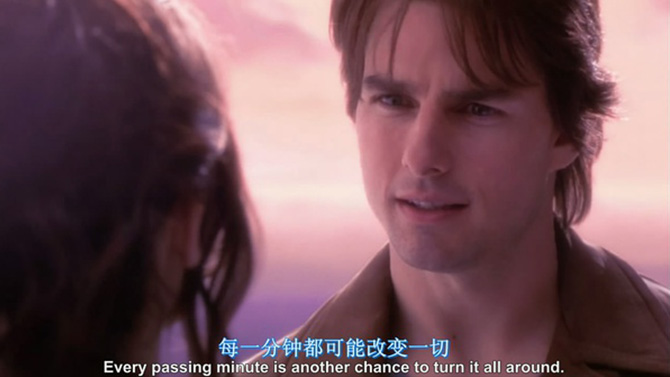 每一分钟都可能改变一切
Every passing minute is another chance to turn it all around.